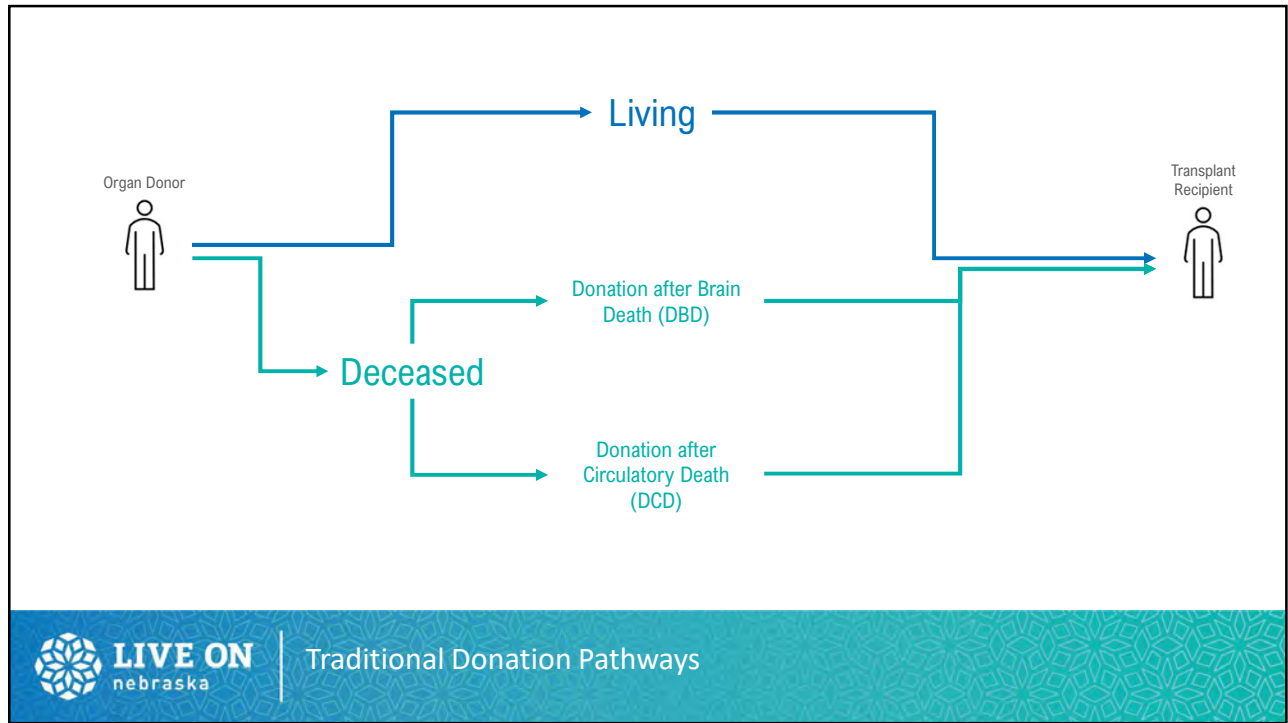 Living
Organ Donor
Transplant
Recipient
Donation after Brain
Death (DBD)
Deceased
Donation after
Circulatory Death
(DCD)
LIVE ON
nebraska
Traditional Donation Pathways